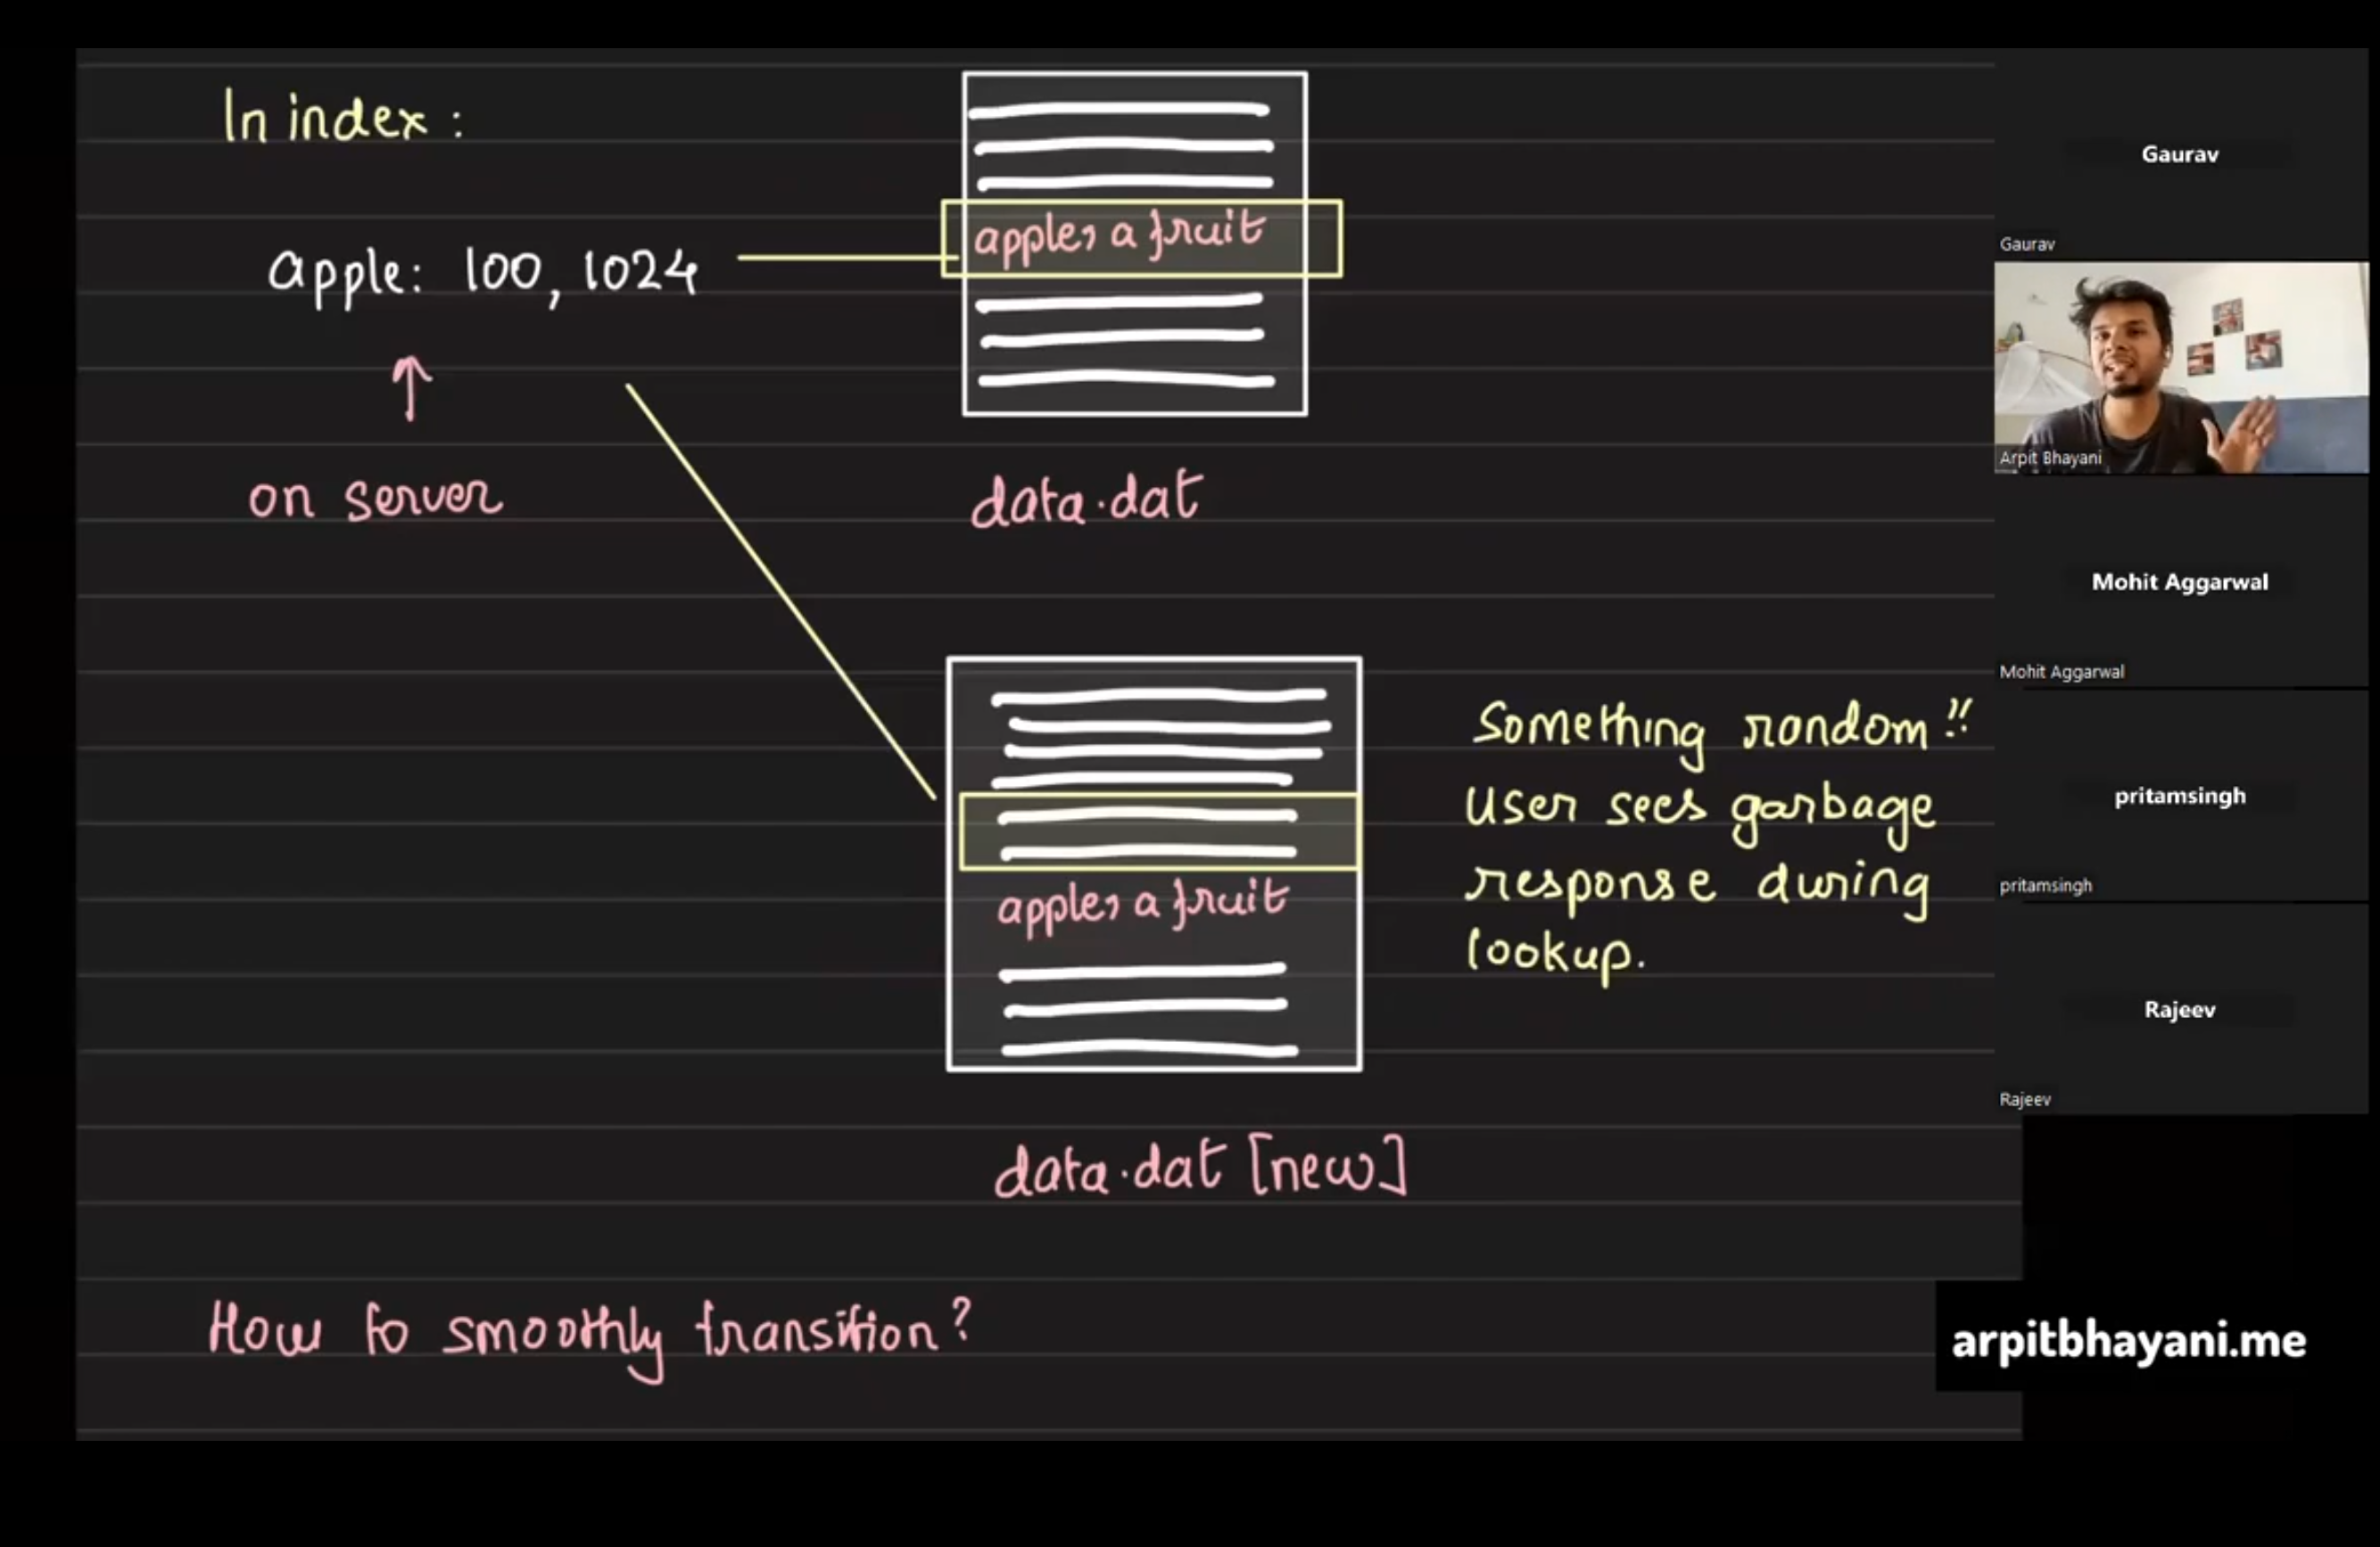 In index :
apple: 100, 1024
apple, a fruit
on server
data.dat
Something random!!
User sees garbage
response during
lookup.
apple, a fruit
data.dat [new]
How to smoothly transition?
Gaurav
Gaurav
Arpit Bhayani
Mohit Aggarwal
Mohit Aggarwal
pritamsingh
pritamsingh
Rajeev
Rajeev
arpitbhayani.me